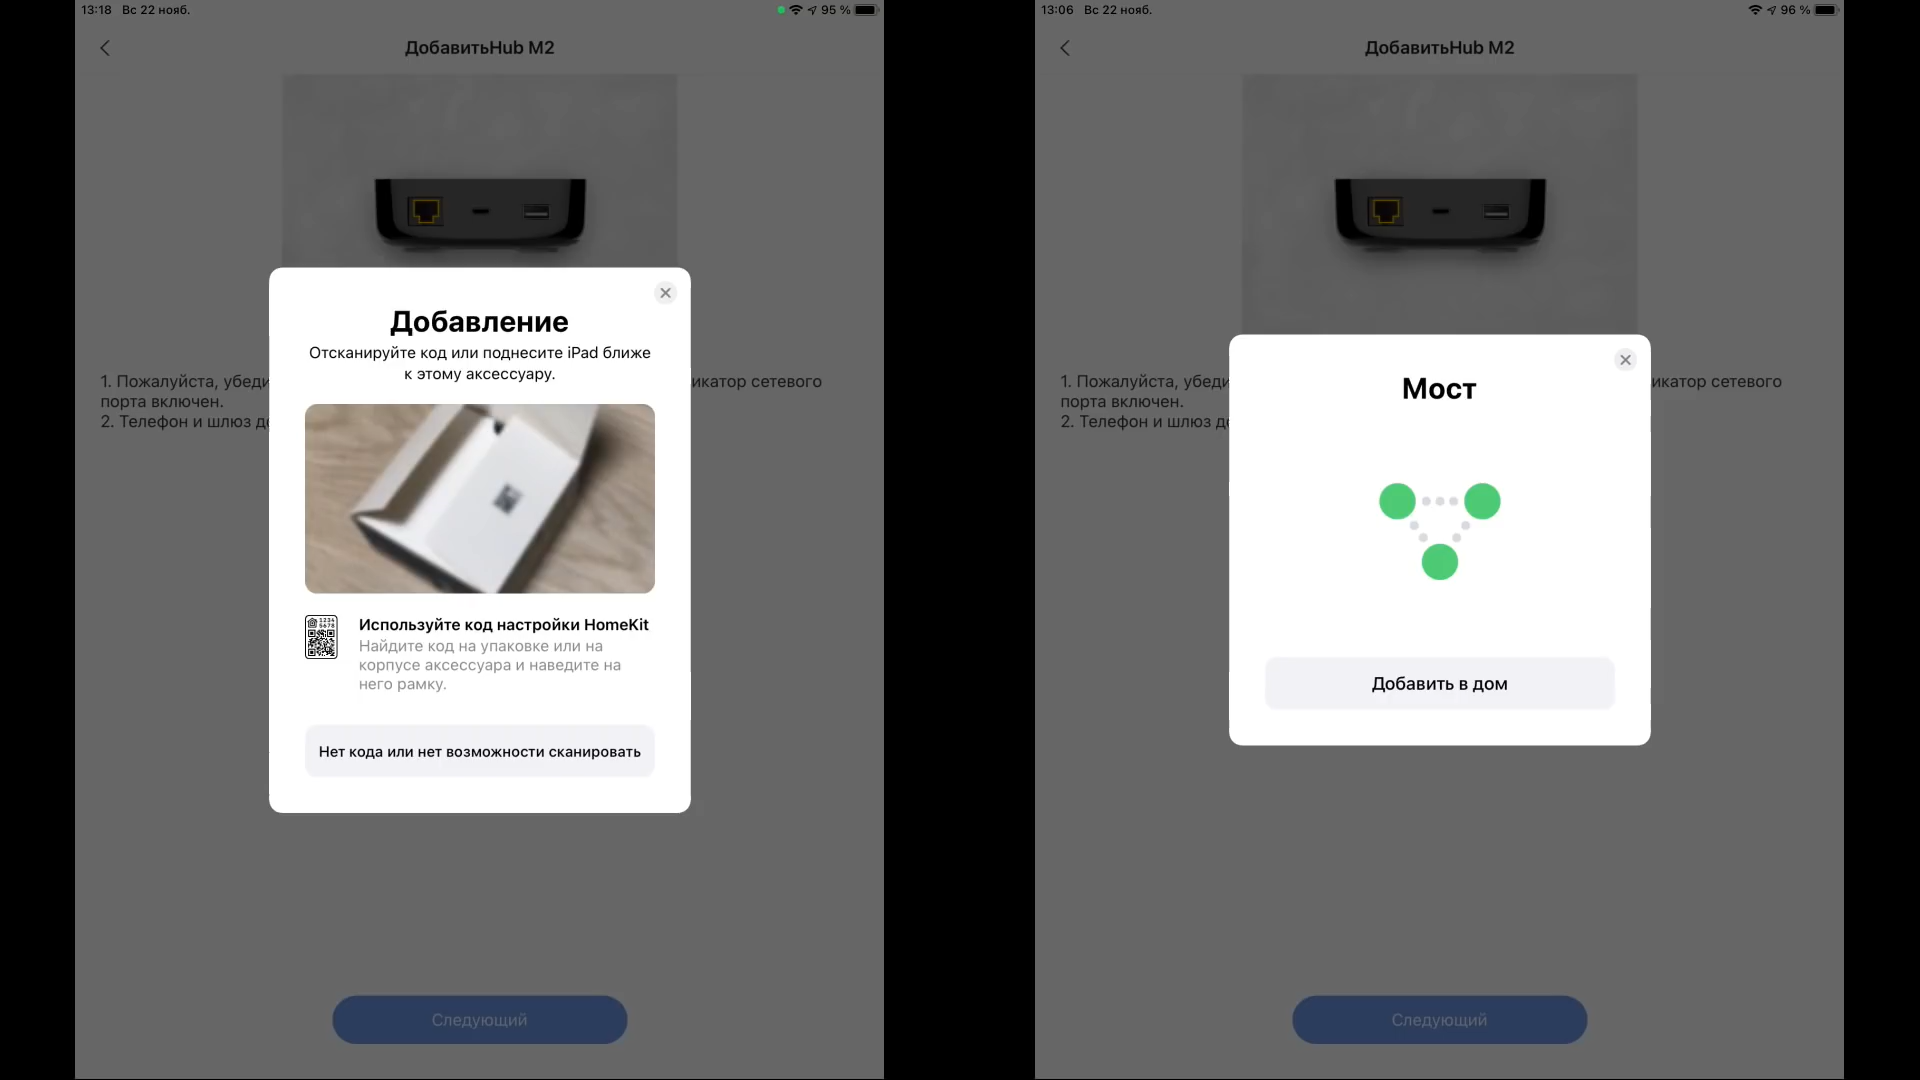 13:18 Вс 22 нояб.
95 %
ДобавитьHub M2
Добавление
Отсканируйте код или поднесите iPad ближе
к этому аксессуару.
1. Пожалуйста, убеди
порта включен.
2. Телефон и шлюз
икатор сетевого
1234
5678
Используйте код настройки HomeKit
Найдите код на упаковке или на
корпусе аксессуара и наведите на
него рамку.
Нет кода или нет возможности сканировать
Следующий
13:06 Вс 22 нояб.
96 %
ДобавитьHub M2
Мост
1. Пожалуйста, убеди
порта включен.
2. Телефон и шлюз
икатор сетевого
Добавить в дом
Следующий